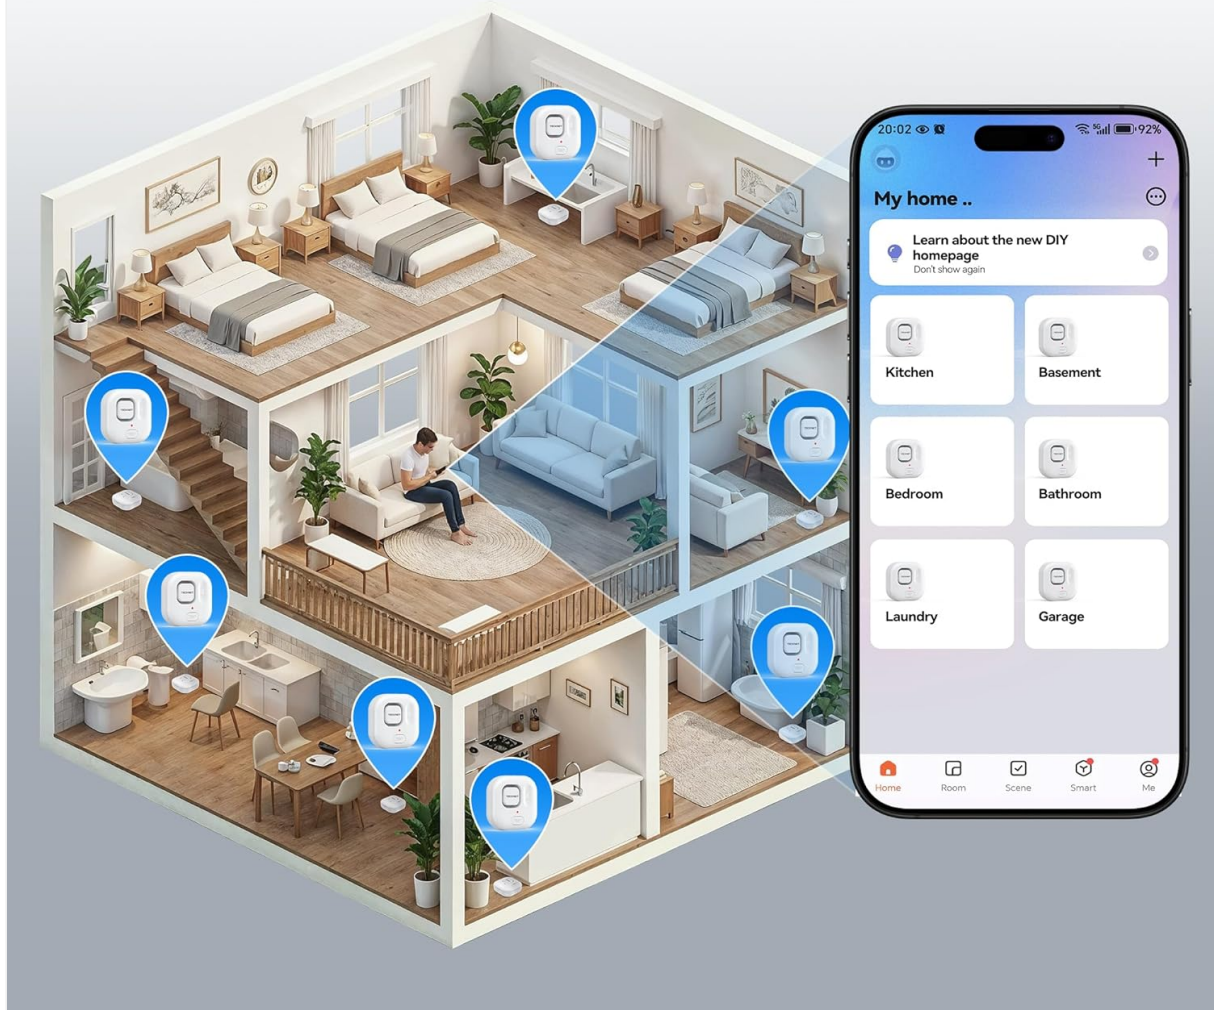 20:02
5G
92%
My home ..
Learn about the new DIY
homepage
Don't show again
Kitchen
Basement
Bedroom
Bathroom
Laundry
Garage
Home
Room
Scene
Smart
Me